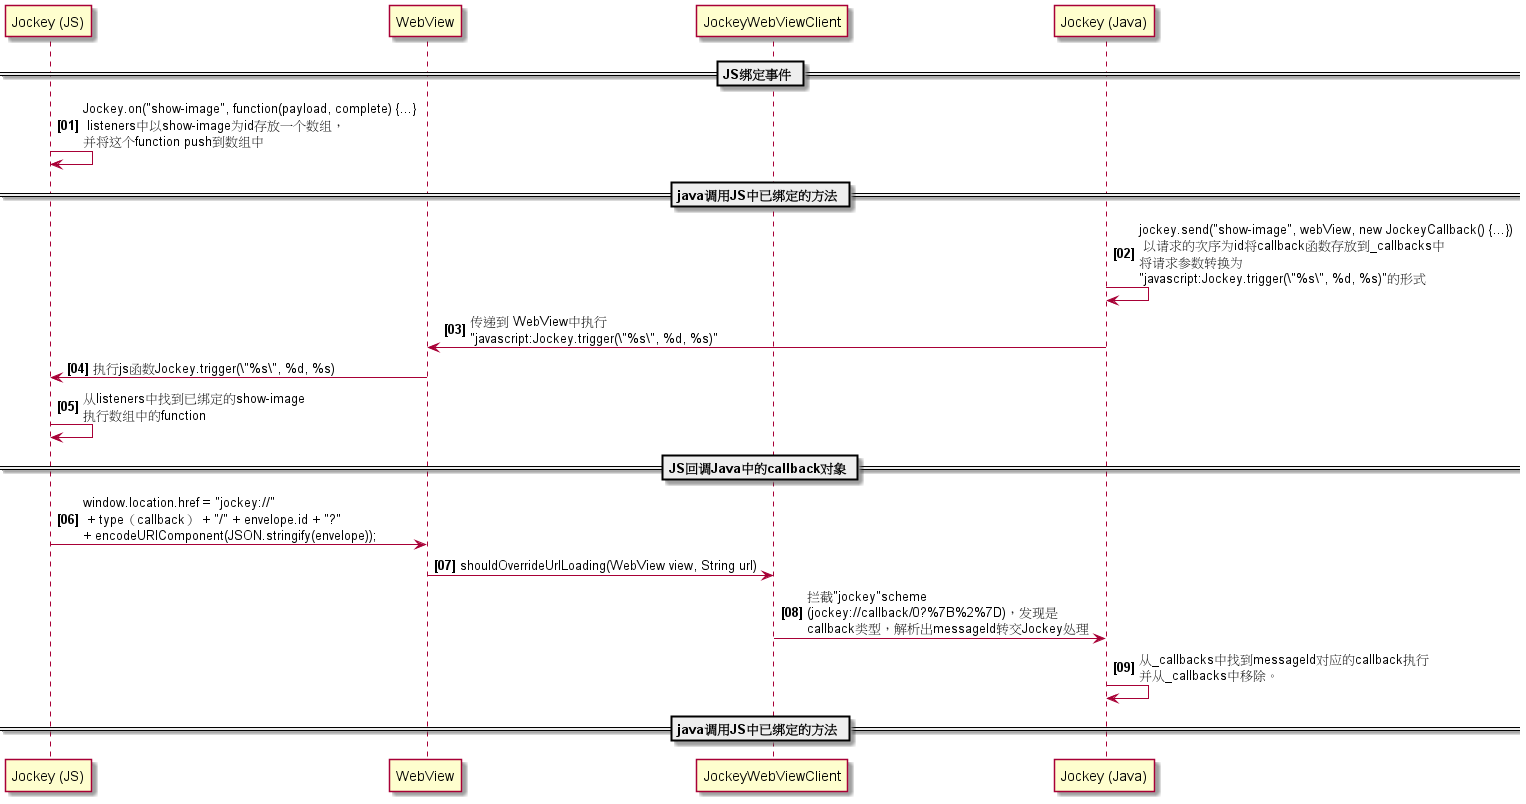 Jockey (JS)
WebView
JockeyWebViewClient
Jockey (Java)
JS绑定事件
Jockey.on("show-image", function(payload, complete) {...}
[01] listeners中以show-image为id存放一个数组，
并将这个function push到数组中
java调用JS中已绑定的方法
jockey.send("show-image", webView, new JockeyCallback() {...})
[02] 以请求的次序为id将callback函数存放到_callbacks中
将请求参数转换为
"javascript:Jockey.trigger(\"%s\", %d, %s)"的形式
[03] 传递到 WebView中执行
"javascript:Jockey.trigger(\"%s\", %d, %s)"
[04] 执行js函数Jockey.trigger(\"%s\", %d, %s)
[05] 从listeners中找到已绑定的show-image
执行数组中的function
JS回调Java中的callback对象
window.location.href = "jockey://"
[06] + type（callback） + "/" + envelope.id + "?"
+ encodeURIComponent(JSON.stringify(envelope));
[07] shouldOverrideUrlLoading(WebView view, String url)
[08] 拦截"jockey"scheme
(jockey://callback/0?%7B%2%7D)，发现是
callback类型，解析出messageId转交Jockey处理
[09] 从_callbacks中找到messageId对应的callback执行
并从_callbacks中移除。
java调用JS中已绑定的方法
Jockey (JS)
WebView
JockeyWebViewClient
Jockey (Java)